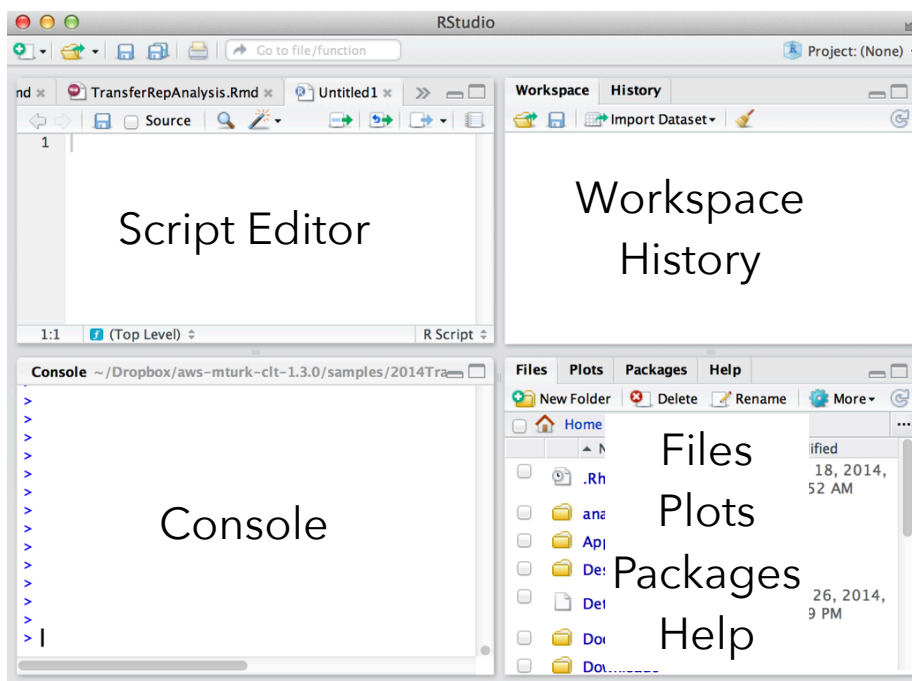 RStudio
Go to file/function
Project: (None)
TransferRepAnalysis.Rmd
Untitled1
Source
1
Script Editor
1:1
(Top Level)
R Script
Workspace History
Import Dataset
Workspace
History
Console ~/Dropbox/aws-mturk-clt-1.3.0/samples/2014Tra
>
>
>
>
>
>
>
>
>
>
>
>
>
>
Console
Files Plots Packages Help
New Folder Delete Rename More
Home
Files
Plots
Packages
Help
.Rh
18, 2014,
52 AM
ana
App
Des
Det
26, 2014,
9 PM
Doc
Downloads